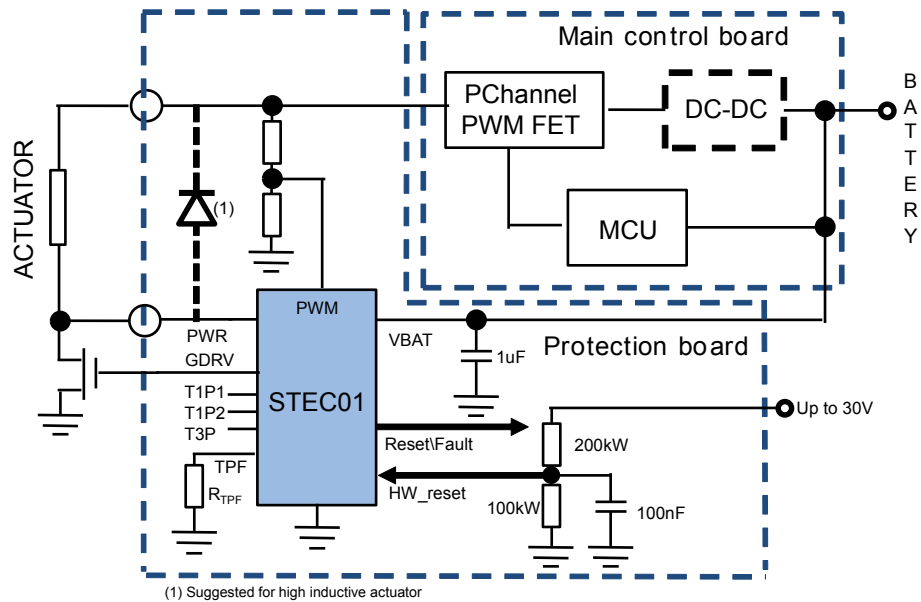 Main control board
PChannel
PWM FET
DC-DC
MCU
BATTERY
ACTUATOR
(1)
PWM
PWR
GDRV
T1P1
T1P2
T3P
TPF
RTPF
STEC01
VBAT
1uF
Protection board
Up to 30V
Reset\Fault
HW_reset
200kW
100kW
100nF
(1) Suggested for high inductive actuator